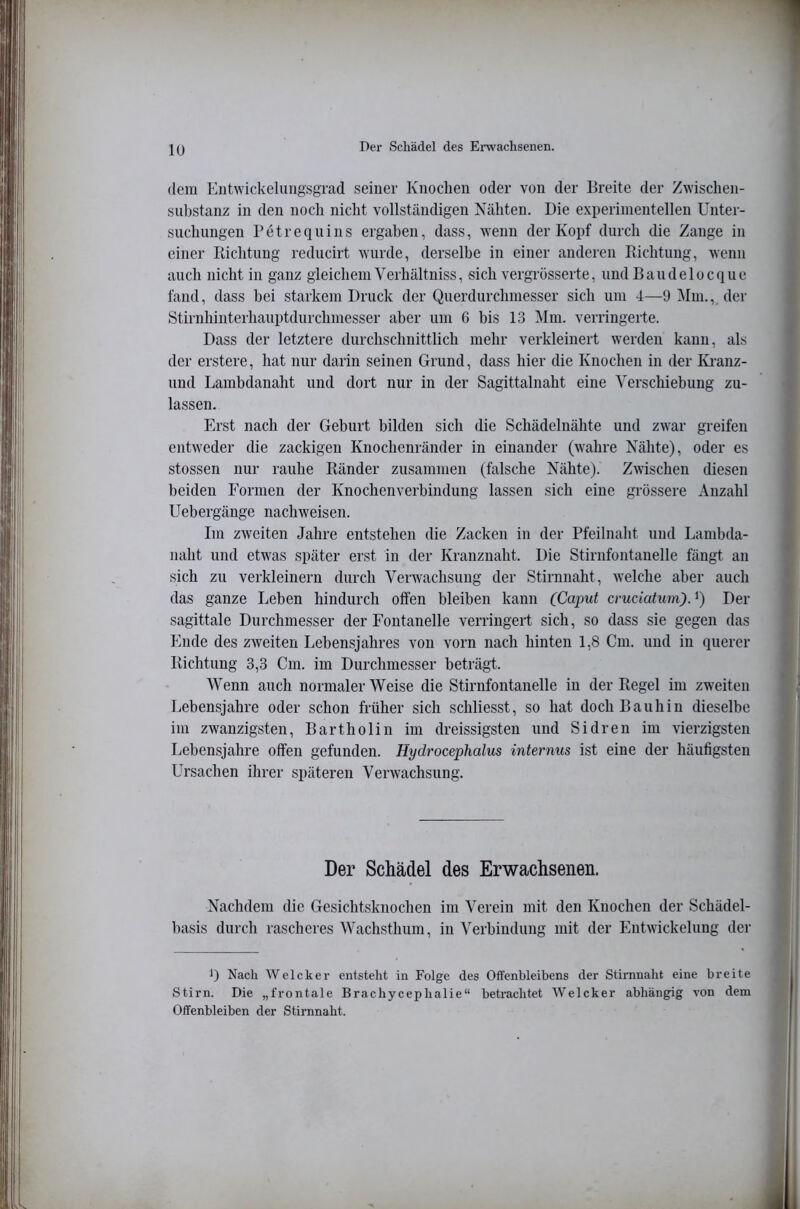 10 Der Schädel des Erwachsenen.
dem Entwickelungsgrad seiner Knochen oder von der Breite der Zwischen-
substanz in den noch nicht vollständigen Nähten. Die experimentellen Unter-
suchungen Pétrequins ergaben, dass, wenn der Kopf durch die Zange in
einer Richtung reducirt wurde, derselbe in einer anderen Richtung, wenn
auch nicht in ganz gleichem Verhältniss, sich vergrösserte, und Baudelocque
fand, dass bei starkem Druck der Querdurchmesser sich um 4—9 Mm., der
Stirnhinterhauptdurchmesser aber um 6 bis 13 Mm. verringerte.
Dass der letztere durchschnittlich mehr verkleinert werden kann, als
der erstere, hat nur darin seinen Grund, dass hier die Knochen in der Kranz-
und Lambdanaht und dort nur in der Sagittalnaht eine Verschiebung zu-
lassen.
Erst nach der Geburt bilden sich die Schädelnähte und zwar greifen
entweder die zackigen Knochenränder in einander (wahre Nähte), oder es
stossen nur rauhe Ränder zusammen (falsche Nähte). Zwischen diesen
beiden Formen der Knochenverbindung lassen sich eine grössere Anzahl
Uebergänge nachweisen.
Im zweiten Jahre entstehen die Zacken in der Pfeilnaht und Lambda-
naht und etwas später erst in der Kranznaht. Die Stirnfontanelle fängt an
sich zu verkleinern durch Verwachsung der Stirnnaht, welche aber auch
das ganze Leben hindurch offen bleiben kann (Caput cruciatum).¹) Der
sagittale Durchmesser der Fontanelle verringert sich, so dass sie gegen das
Ende des zweiten Lebensjahres von vorn nach hinten 1,8 Cm. und in querer
Richtung 3,3 Cm. im Durchmesser beträgt.
Wenn auch normaler Weise die Stirnfontanelle in der Regel im zweiten
Lebensjahre oder schon früher sich schliesst, so hat doch Bauhin dieselbe
im zwanzigsten, Bartholin im dreissigsten und Sidren im vierzigsten
Lebensjahre offen gefunden. Hydrocephalus internus ist eine der häufigsten
Ursachen ihrer späteren Verwachsung.
Der Schädel des Erwachsenen.
Nachdem die Gesichtsknochen im Verein mit den Knochen der Schädel-
basis durch rascheres Wachsthum, in Verbindung mit der Entwickelung der
¹) Nach Welcker entsteht in Folge des Offenbleibens der Stirnnaht eine breite
Stirn. Die „frontale Brachycephalie“ betrachtet Welcker abhängig von dem
Offenbleiben der Stirnnaht.